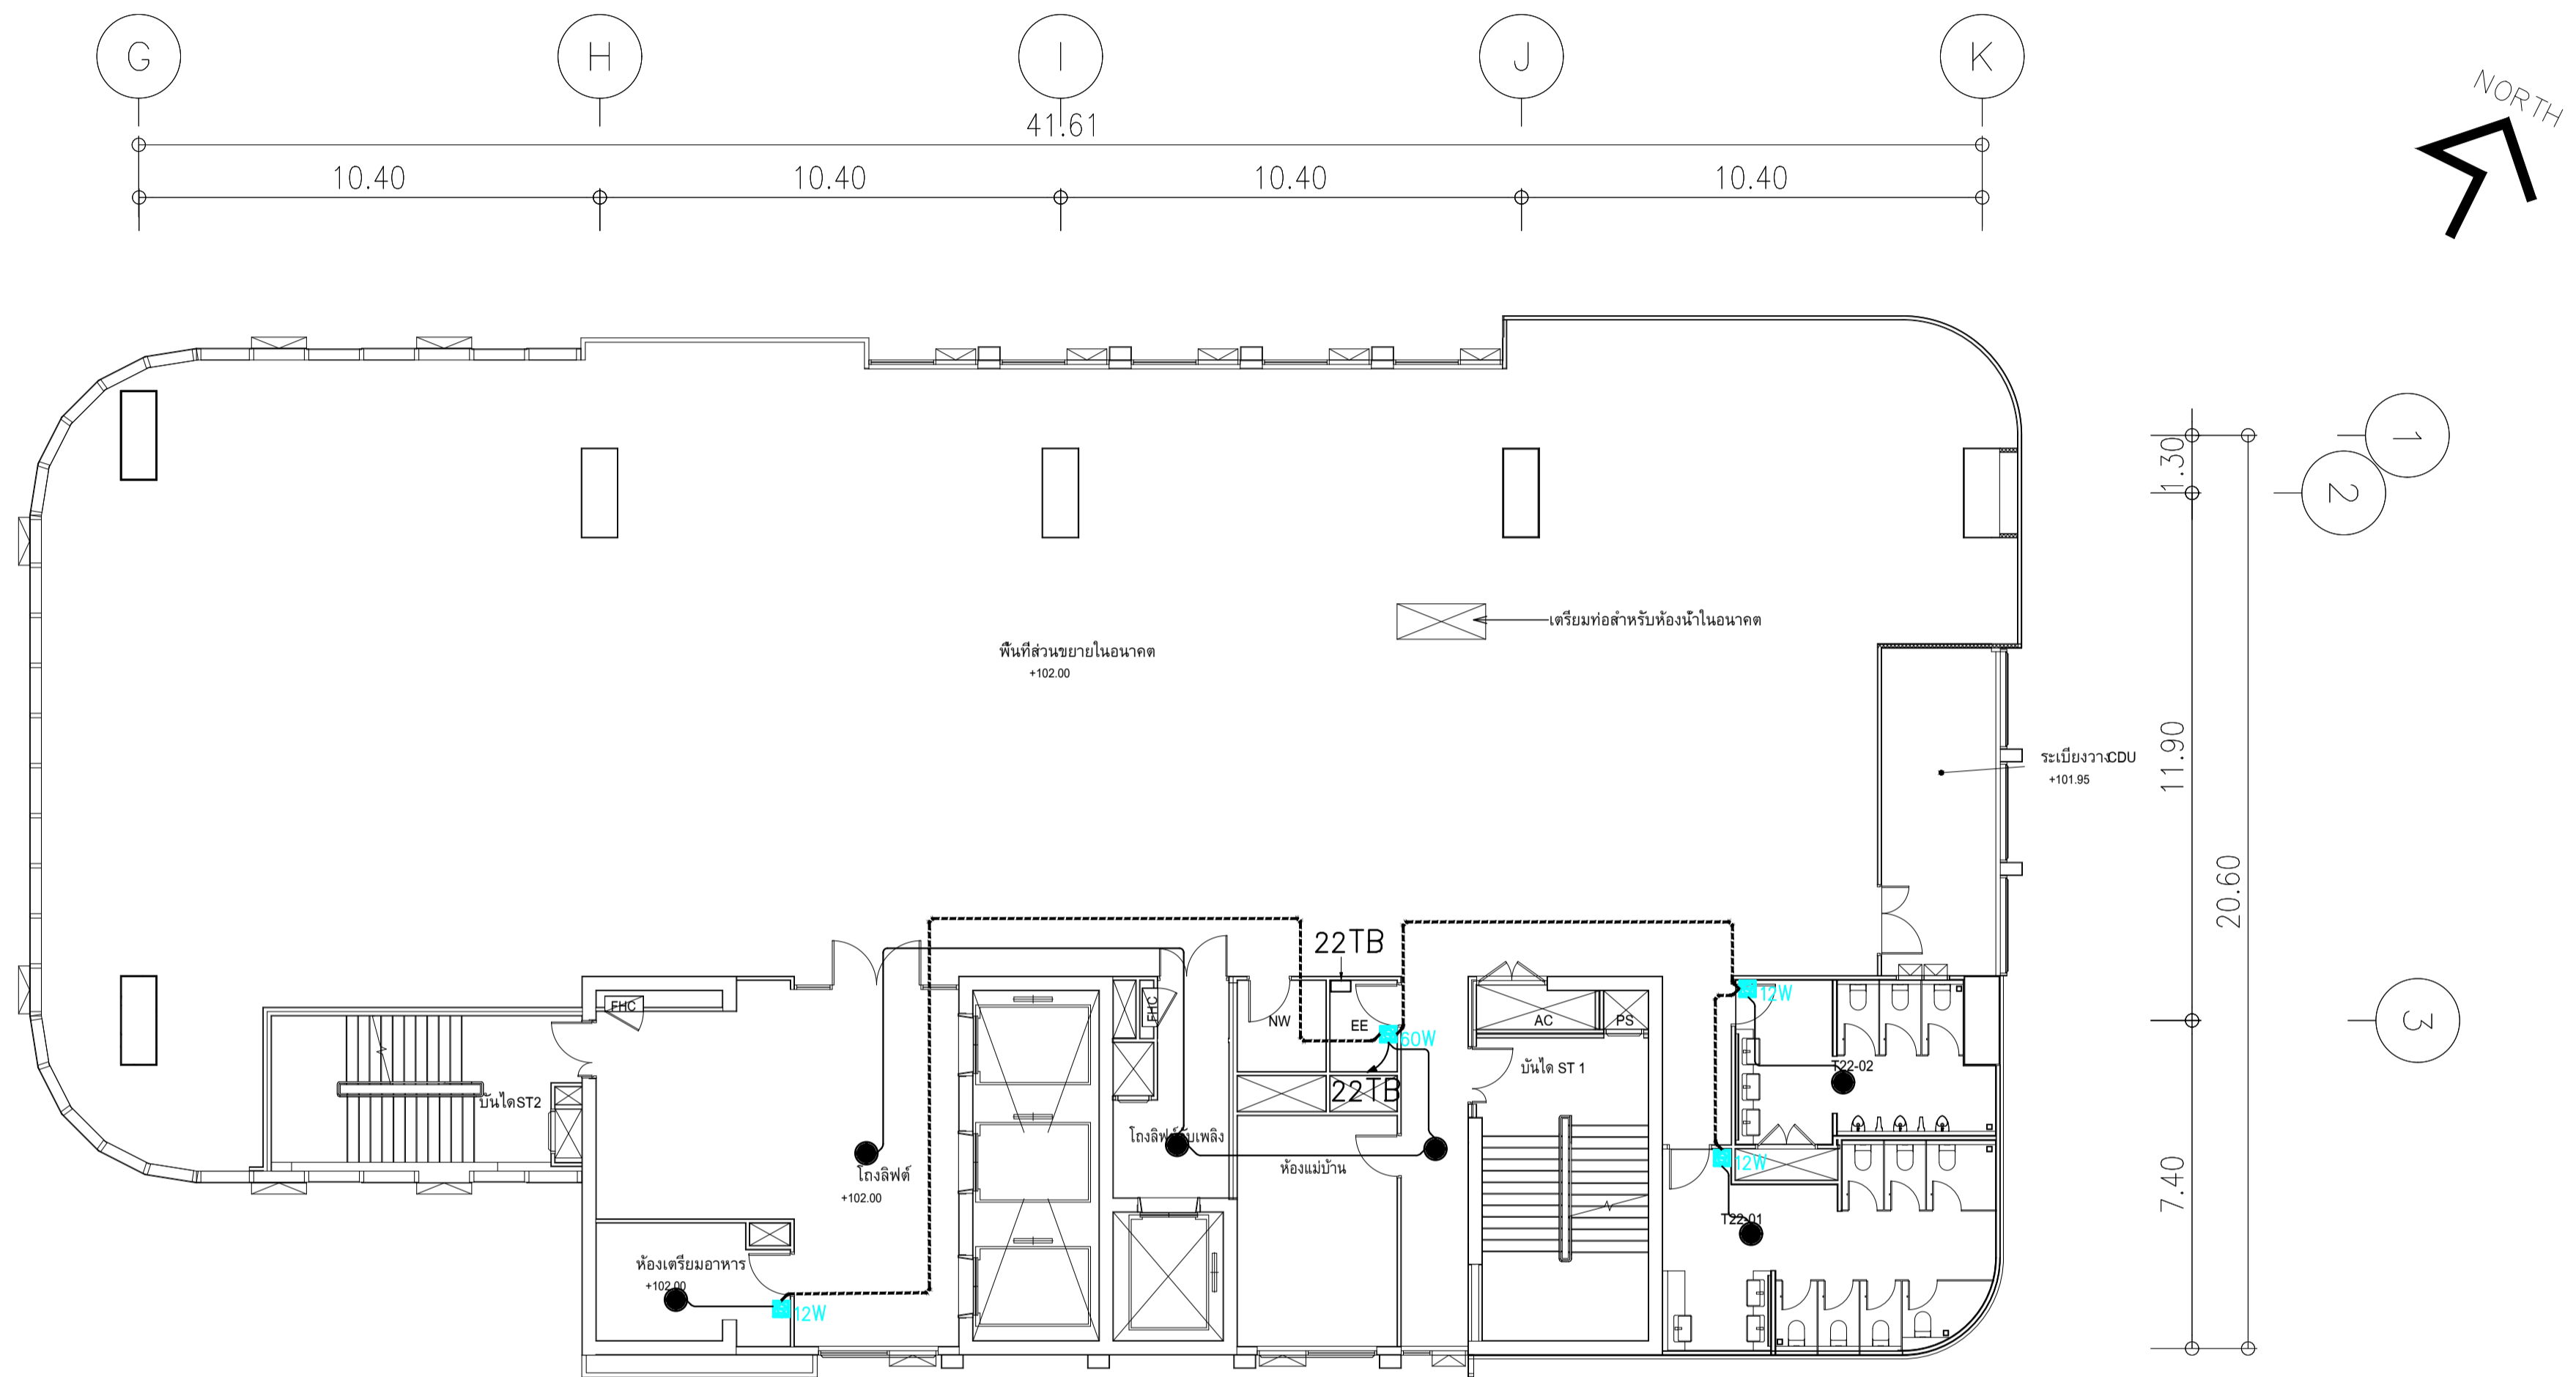 G
H
I
J
K
NORTH
41.61
10.40
10.40
10.40
10.40
1
2
1.30
11.90
20.60
7.40
3
เตรียมท่อสำหรับห้องน้ำในอนาคต
พื้นที่ส่วนขยายในอนาคต
+102.00
ระเบียงวางCDU
+101.95
22TB
12W
FHC
FHC
NW
EE
60W
AC
PS
บันได ST 1
T22-02
22TB
บันไดST2
12W
โถงลิฟต์
+102.00
ห้องแม่บ้าน
T22-01
ห้องเตรียมอาหาร
+102.00
12W